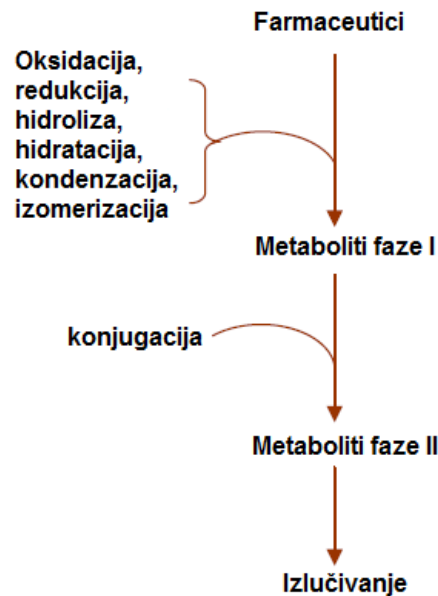 Farmaceutici
Oksidacija,
redukcija,
hidroliza,
hidratacija,
kondenzacija,
izomerizacija
Metaboliti faze I
konjugacija
Metaboliti faze II
Izlučivanje